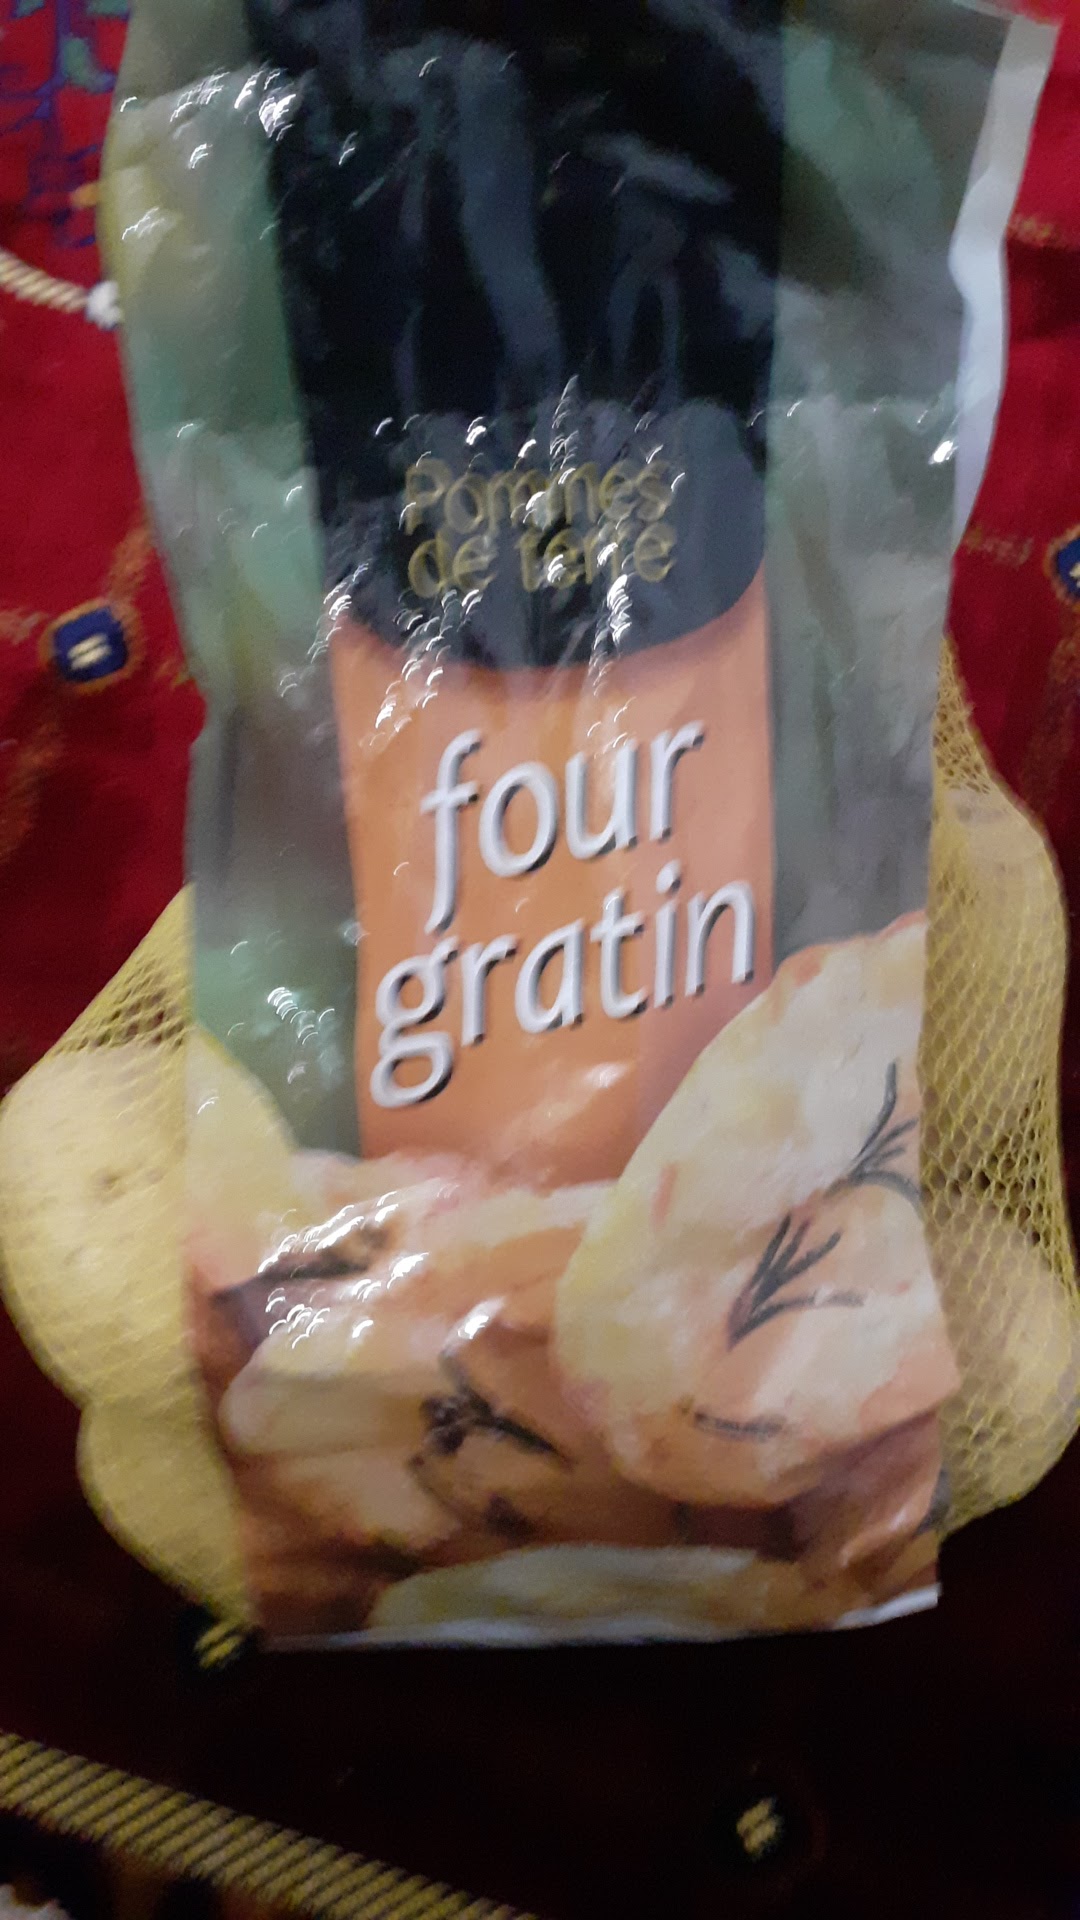 Pommes
de terre
four
gratin